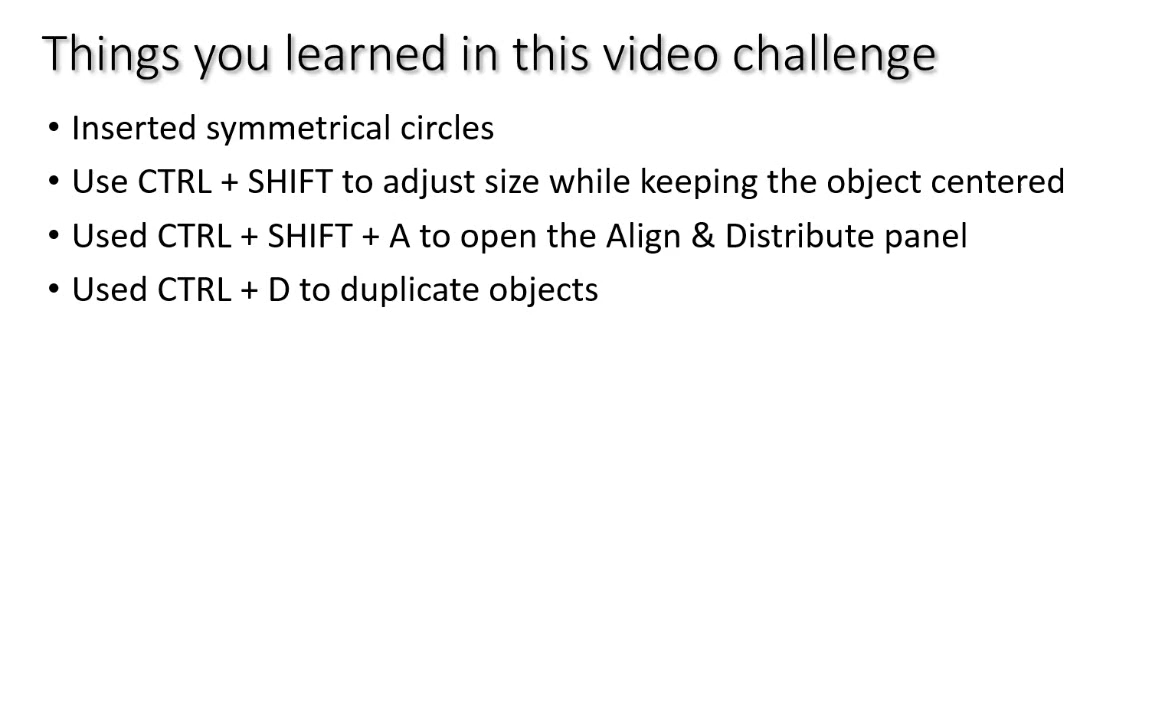 Things you learned in this video challenge
• Inserted symmetrical circles
• Use CTRL + SHIFT to adjust size while keeping the object centered
• Used CTRL + SHIFT + A to open the Align & Distribute panel
• Used CTRL + D to duplicate objects